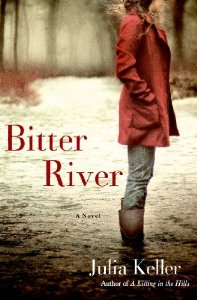 Bitter
River
A Novel
Julia Keller
Author of A Killing in the Hills